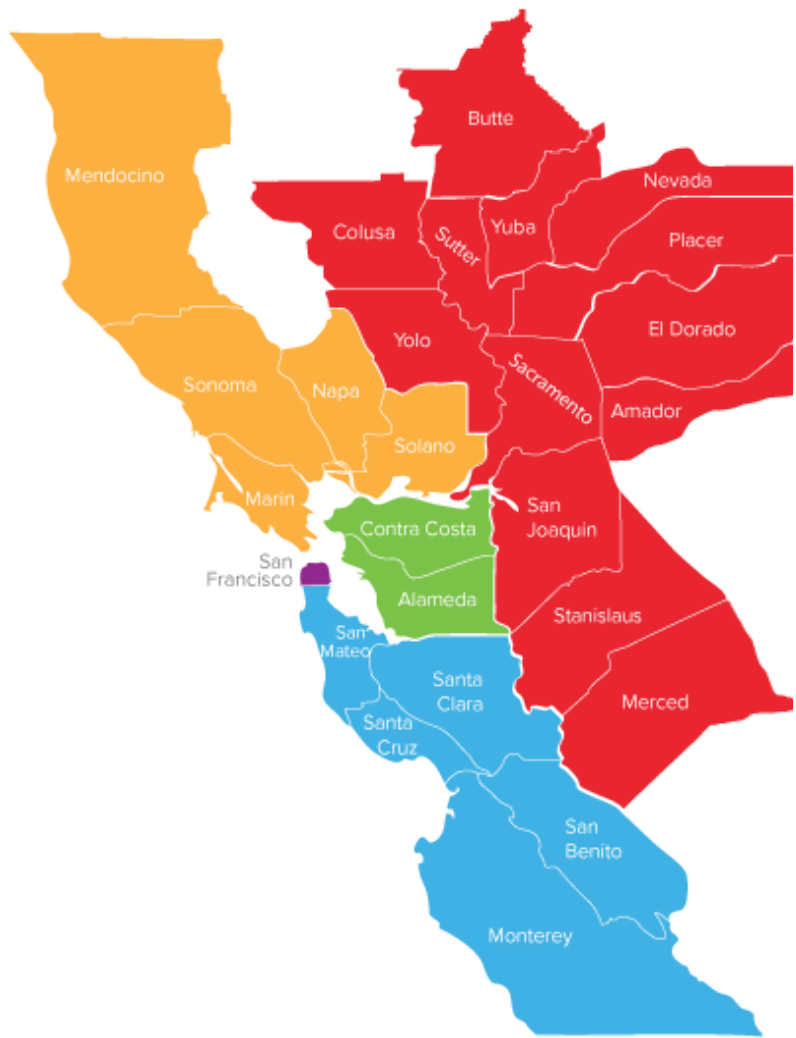 Butte
Mendocino
Nevada
Colusa
Sutter
Yuba
Placer
Yolo
El Dorado
Sonoma
Napa
Sacramento
Amador
Solano
Marin
San
Joaquin
Contra Costa
San
Francisco
Alameda
Stanislaus
San
Mateo
Santa
Clara
Merced
Santa
Cruz
San
Benito
Monterey